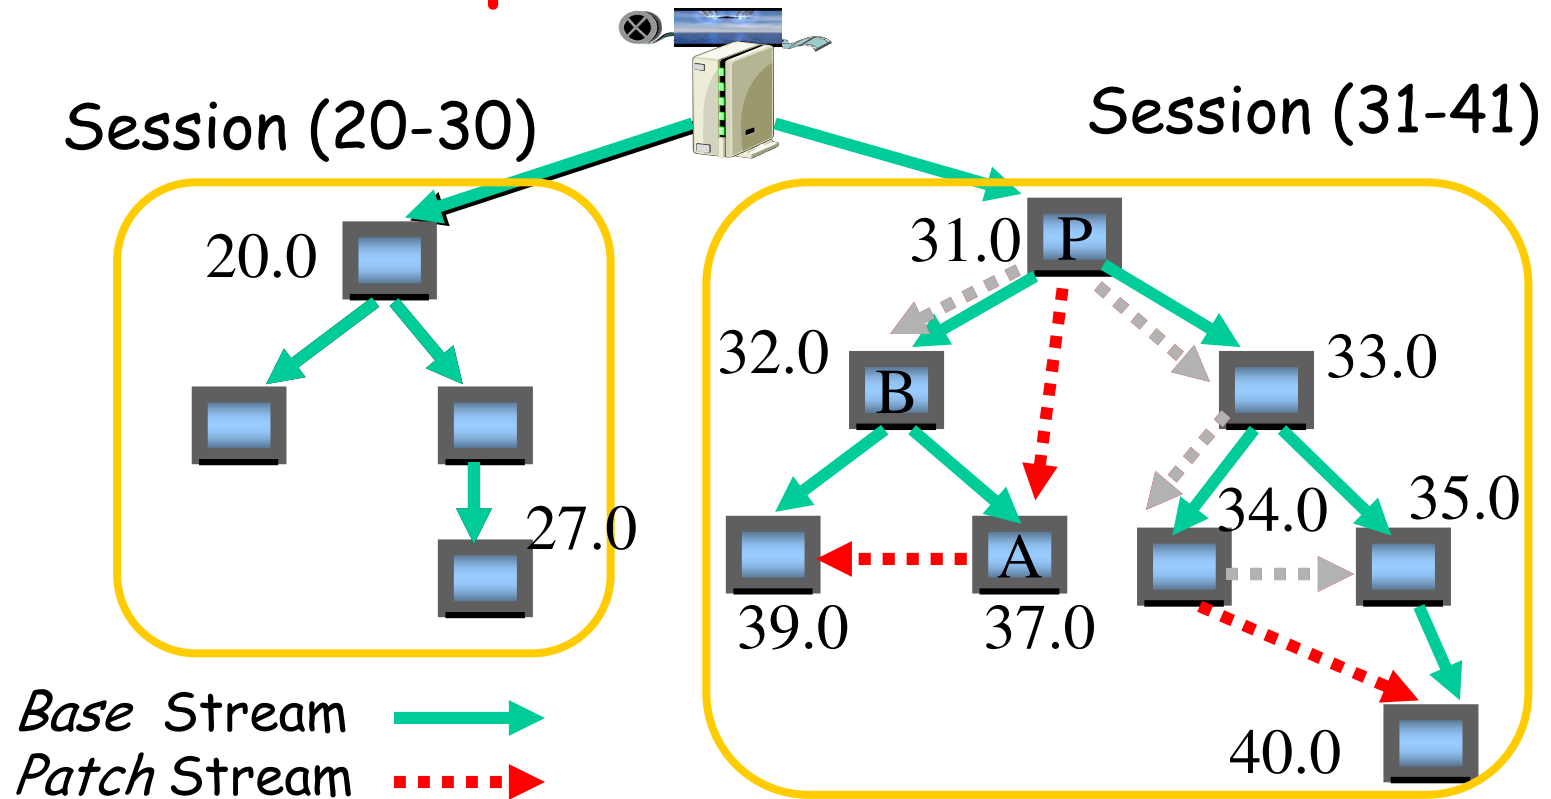 Session (20-30)
Session (31-41)
20.0
31.0
P
32.0
B
33.0
27.0
34.0
35.0
A
39.0
37.0
Base Stream
Patch Stream
40.0